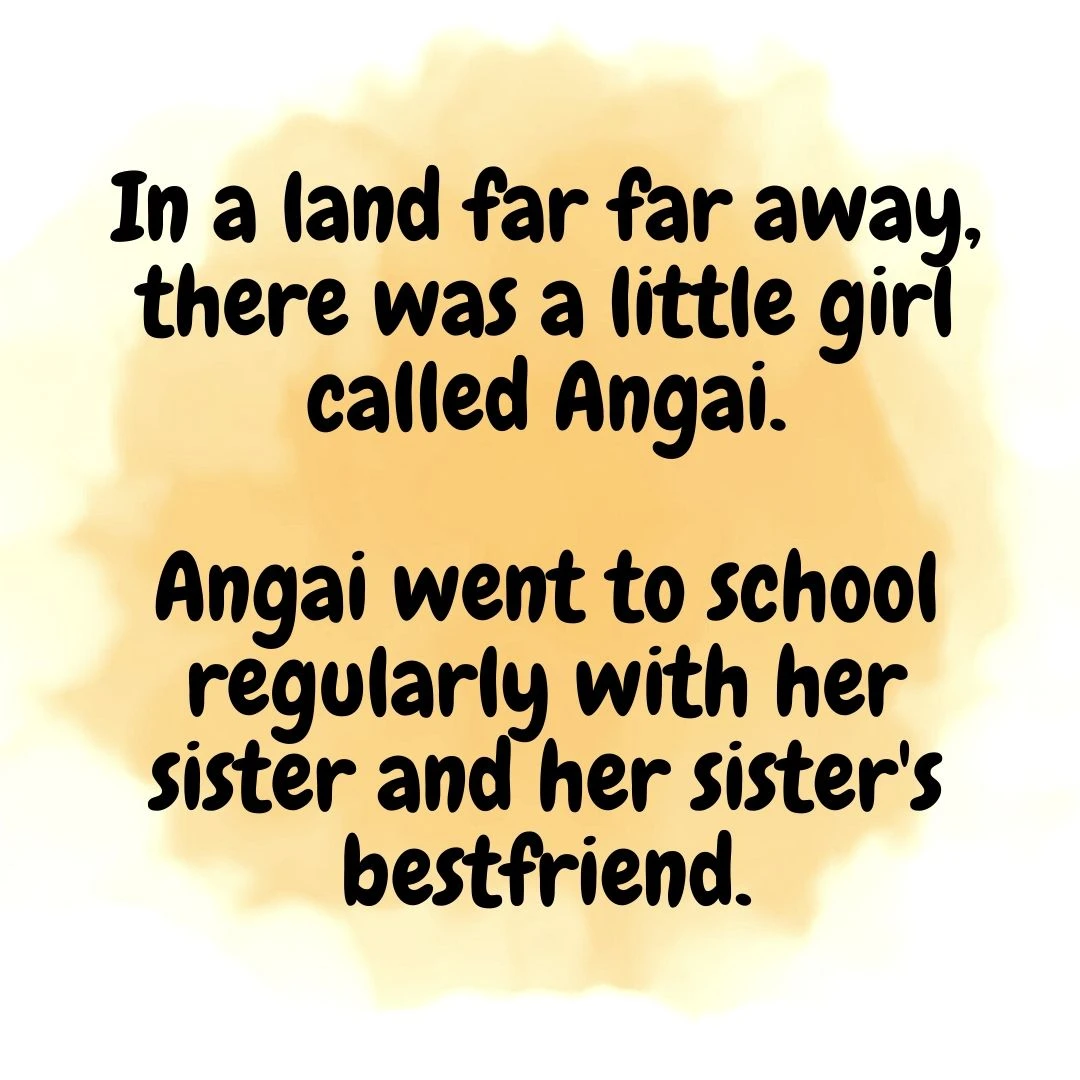 In a land far far away,
there was a little girl
called Angai.
Angai went to school
regularly with her
sister and her sister's
bestfriend.